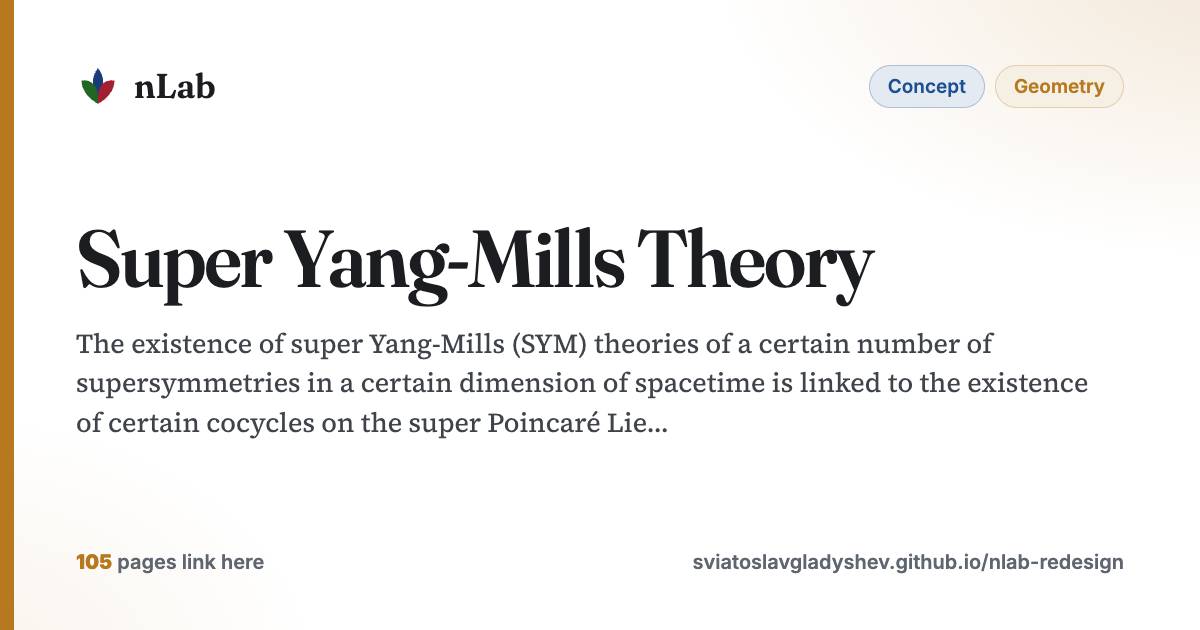 nLab
Concept
Geometry
Super Yang-Mills Theory
The existence of super Yang-Mills (SYM) theories of a certain number of
supersymmetries in a certain dimension of spacetime is linked to the existence
of certain cocycles on the super Poincaré Lie...
105 pages link here
sviatoslavgladyshev.github.io/nlab-redesign